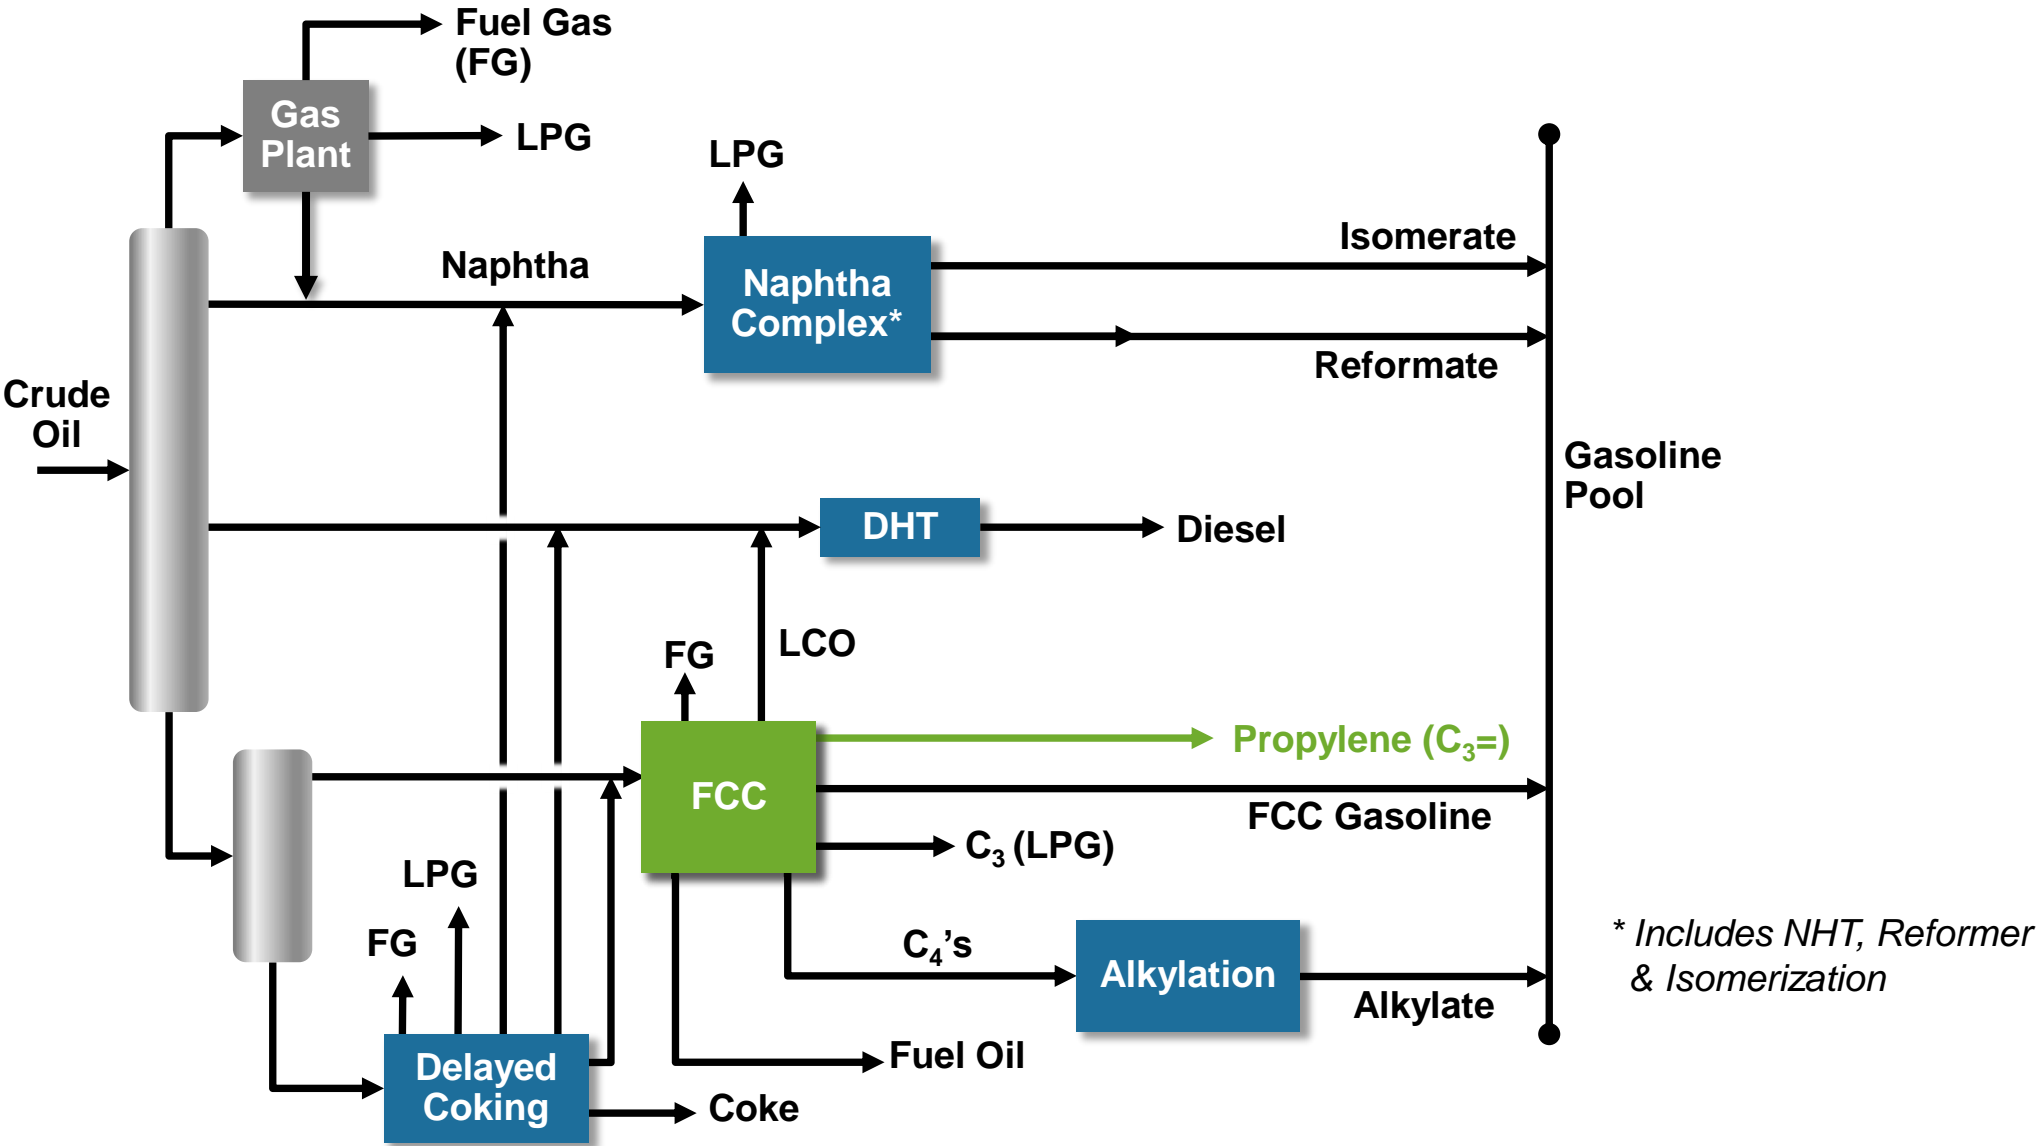 Fuel Gas
(FG)
Gas
Plant
LPG
LPG
Isomerate
Naphtha
Naphtha
Complex*
Reformate
Crude
Oil
Gasoline
Pool
DHT
Diesel
LCO
FG
Propylene (C₃=)
FCC
FCC Gasoline
C₃ (LPG)
LPG
FG
C₄'s
Alkylation
Alkylate
* Includes NHT, Reformer
& Isomerization
Fuel Oil
Delayed
Coking
Coke